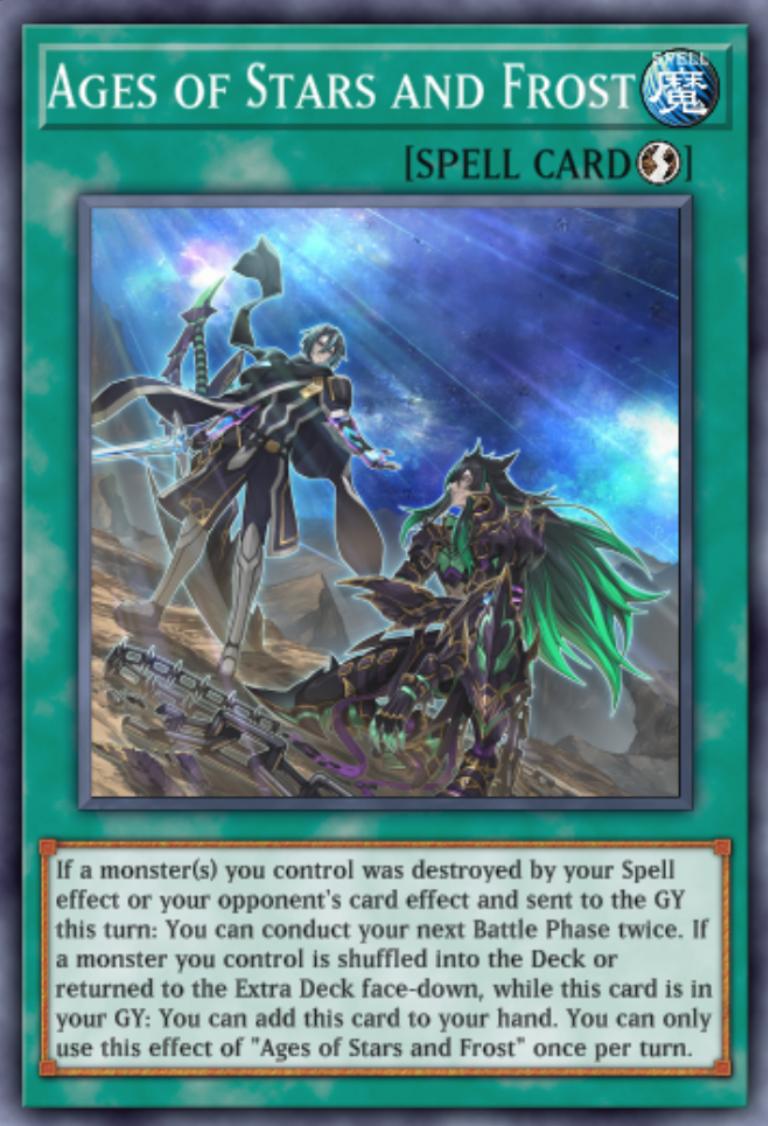 AGES OF STARS AND FROST
SPELL
魔
[SPELL CARD]
If a monster(s) you control was destroyed by your Spell
effect or your opponent's card effect and sent to the GY
this turn: You can conduct your next Battle Phase twice. If
a monster you control is shuffled into the Deck or
returned to the Extra Deck face-down, while this card is in
your GY: You can add this card to your hand. You can only
use this effect of "Ages of Stars and Frost" once per turn.